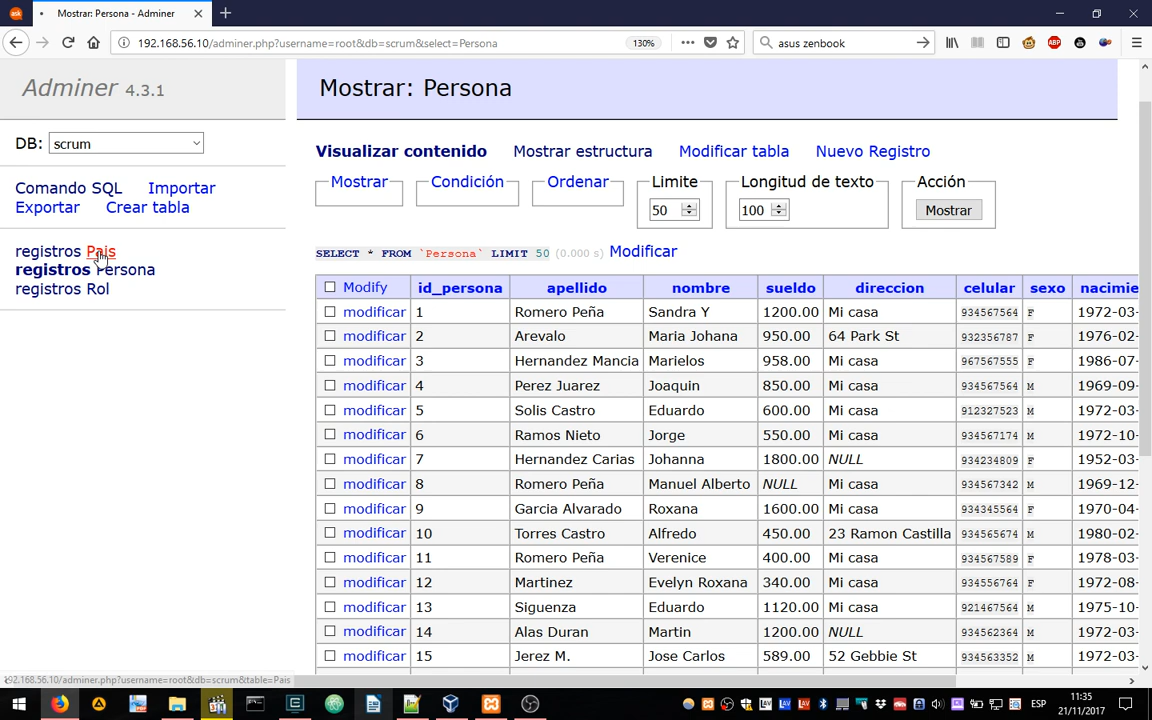 Mostrar: Persona - Adminer
192.168.56.10/adminer.php?username=root&db=scrum&select=Persona
130%
asus zenbook
Adminer 4.3.1
DB: scrum
Comando SQL Importar
Exportar Crear tabla
registros Pais
registros Persona
registros Rol
Mostrar: Persona
Visualizar contenido Mostrar estructura Modificar tabla Nuevo Registro
Mostrar Condición Ordenar Limite Longitud de texto Acción
50 100 Mostrar
SELECT * FROM `Persona` LIMIT 50 (0.000 s) Modificar
Modify id_persona apellido nombre sueldo direccion celular sexo nacimie
modificar 1 Romero Peña Sandra Y 1200.00 Mi casa 934567564 F 1972-03-
modificar 2 Arevalo Maria Johana 950.00 64 Park St 932356787 F 1976-02-
modificar 3 Hernandez Mancia Marielos 958.00 Mi casa 967567555 F 1986-07-
modificar 4 Perez Juarez Joaquin 850.00 Mi casa 934567564 M 1969-09-
modificar 5 Solis Castro Eduardo 600.00 Mi casa 912327523 M 1972-03-
modificar 6 Ramos Nieto Jorge 550.00 Mi casa 934567174 M 1972-10-
modificar 7 Hernandez Carias Johanna 1800.00 NULL 934234809 F 1952-03-
modificar 8 Romero Peña Manuel Alberto NULL Mi casa 934567342 M 1969-12-
modificar 9 Garcia Alvarado Roxana 1600.00 Mi casa 934345564 F 1970-04-
modificar 10 Torres Castro Alfredo 450.00 23 Ramon Castilla 934565674 M 1980-02-
modificar 11 Romero Peña Verenice 400.00 Mi casa 934567589 F 1978-03-
modificar 12 Martinez Evelyn Roxana 340.00 Mi casa 934556764 F 1972-08-
modificar 13 Siguenza Eduardo 1120.00 Mi casa 921467564 M 1975-10-
modificar 14 Alas Duran Martin 1200.00 NULL 934562364 M 1972-03-
modificar 15 Jerez M. Jose Carlos 589.00 52 Gebbie St 934563352 M 1972-03-
192.168.56.10/adminer.php?username=root&db=scrum&table=Pais
ESP
11:35
21/11/2017